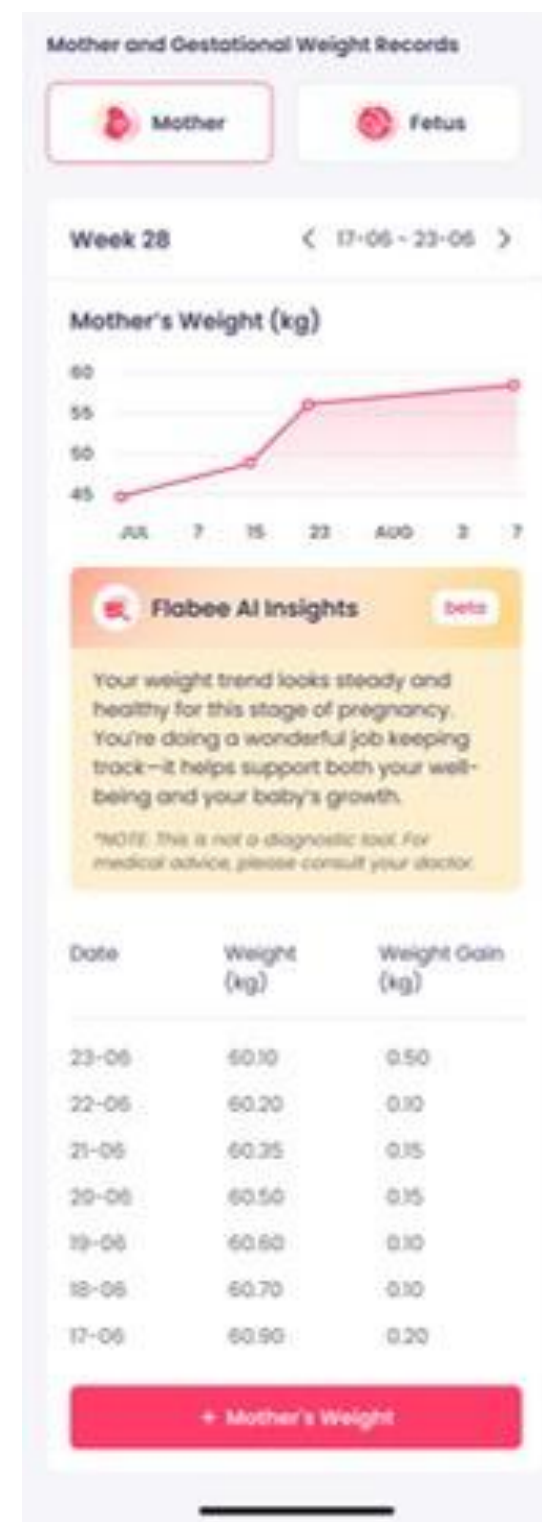 Mother and Gestational Weight Records
Mother
Fetus
Week 28
< 17-06 ~ 23-06 >
Mother's Weight (kg)
60
55
50
45
JUL 7 15 23 AUG 3 7
Flabee AI Insights
beta
Your weight trend looks steady and
healthy for this stage of pregnancy.
You're doing a wonderful job keeping
track—it helps support both your well-
being and your baby's growth.
*NOTE: This is not a diagnostic tool. For
medical advice, please consult your doctor.
Date Weight Weight Gain
(kg) (kg)
23-06 60.10 0.50
22-06 60.20 0.10
21-06 60.35 0.15
20-06 60.50 0.15
19-06 60.60 0.10
18-06 60.70 0.10
17-06 60.90 0.20
+ Mother's Weight